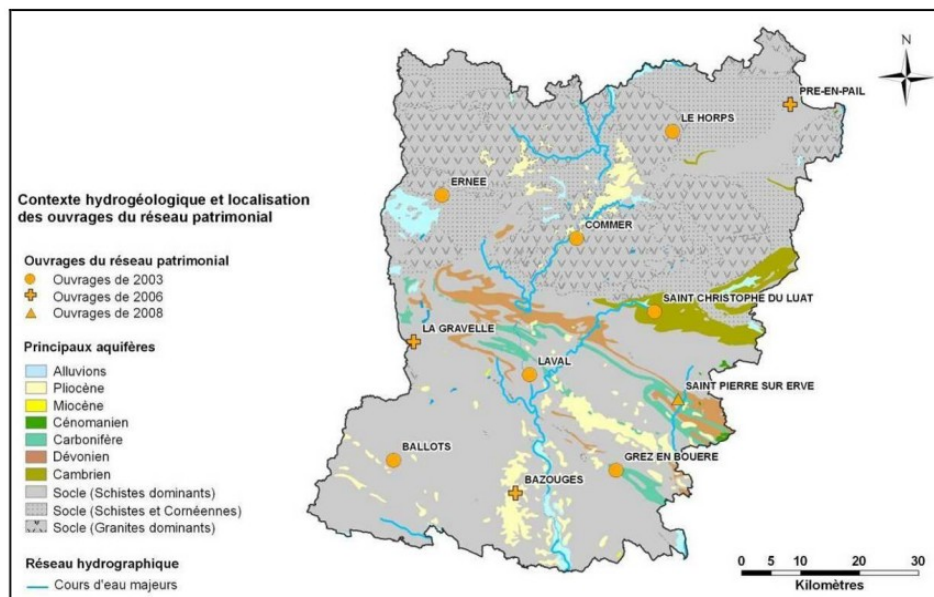 N
PRE-EN-PAIL
LE HORPS
ERNEE
Contexte hydrogéologique et localisation
des ouvrages du réseau patrimonial
COMMER
Ouvrages du réseau patrimonial
Ouvrages de 2003
Ouvrages de 2006
Ouvrages de 2008
SAINT CHRISTOPHE DU LUAT
LA GRAVELLE
Principaux aquifères
Alluvions
Pliocène
Miocène
Cénomanien
Carbonifère
Dévonien
Cambrien
Socle (Schistes dominants)
Socle (Schistes et Cornéennes)
Socle (Granites dominants)
LAVAL
SAINT PIERRE SUR ERVE
BALLOTS
GREZ EN BOUERE
BAZOUGES
Réseau hydrographique
Cours d'eau majeurs
0 5 10 20 30
Kilomètres